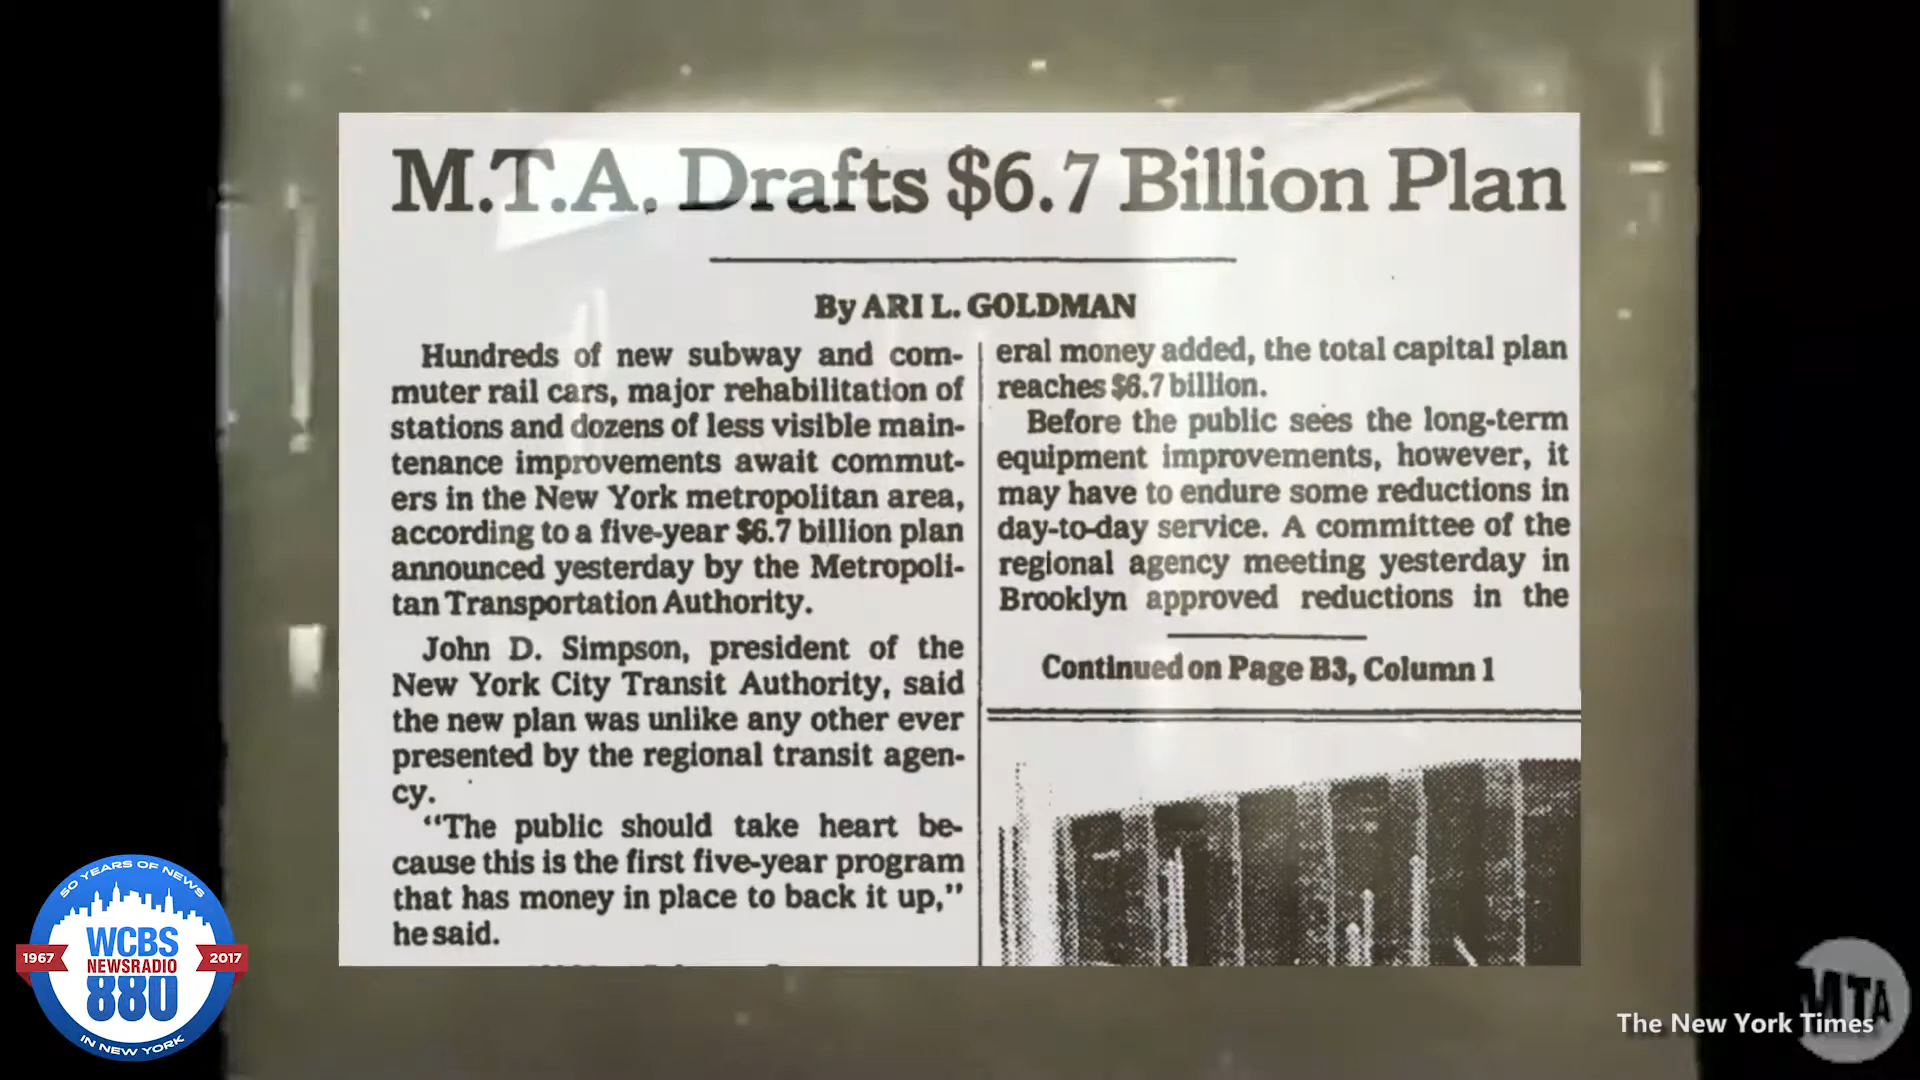 M.T.A. Drafts $6.7 Billion Plan
By ARI L. GOLDMAN
Hundreds of new subway and com-
muter rail cars, major rehabilitation of
stations and dozens of less visible main-
tenance improvements await commut-
ers in the New York metropolitan area,
according to a five-year $6.7 billion plan
announced yesterday by the Metropoli-
tan Transportation Authority.
John D. Simpson, president of the
New York City Transit Authority, said
the new plan was unlike any other ever
presented by the regional transit agen-
cy.
“The public should take heart be-
cause this is the first five-year program
that has money in place to back it up,”
he said.
eral money added, the total capital plan
reaches $6.7 billion.
Before the public sees the long-term
equipment improvements, however, it
may have to endure some reductions in
day-to-day service. A committee of the
regional agency meeting yesterday in
Brooklyn approved reductions in the
Continued on Page B3, Column 1
50 YEARS OF NEWS
WCBS
1967 NEWSRADIO 2017
880
IN NEW YORK
The New York Times
MTA